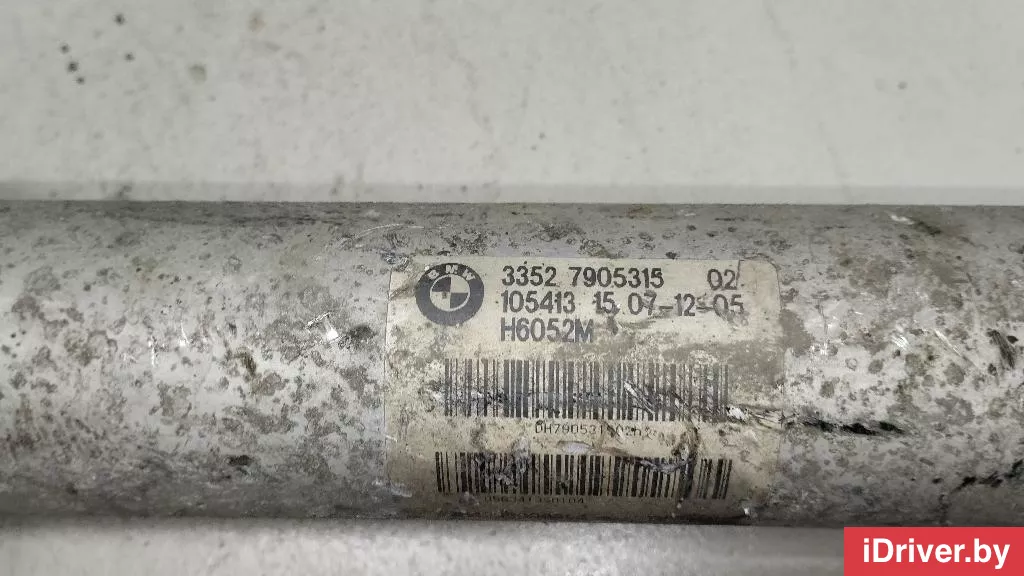 BMW
3352 7905315 02
105413 15.07-12-05
H6052M
iDriver.by